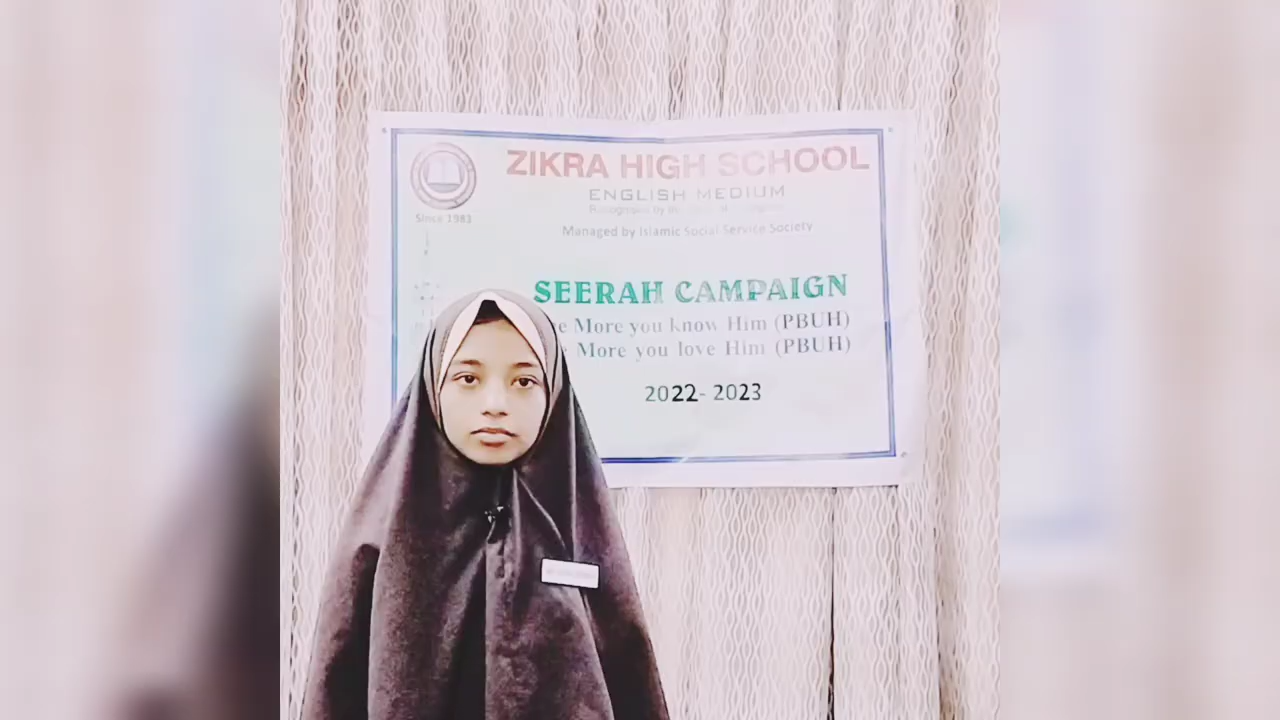 ZIKRA HIGH SCHOOL
ENGLISH MEDIUM
Managed by Islamic Social Service Society
Since 1983
SEERAH CAMPAIGN
More you know Him (PBUH)
More you love Him (PBUH)
2022- 2023